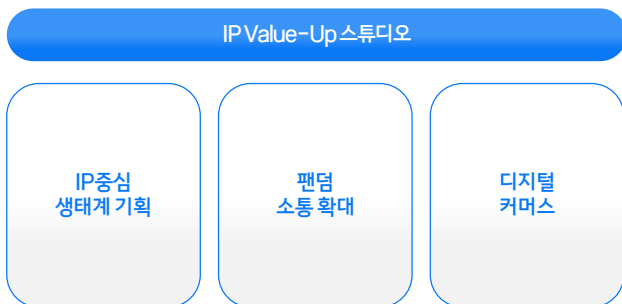 IP Value-Up 스튜디오
IP중심
생태계 기획
팬덤
소통 확대
디지털
커머스